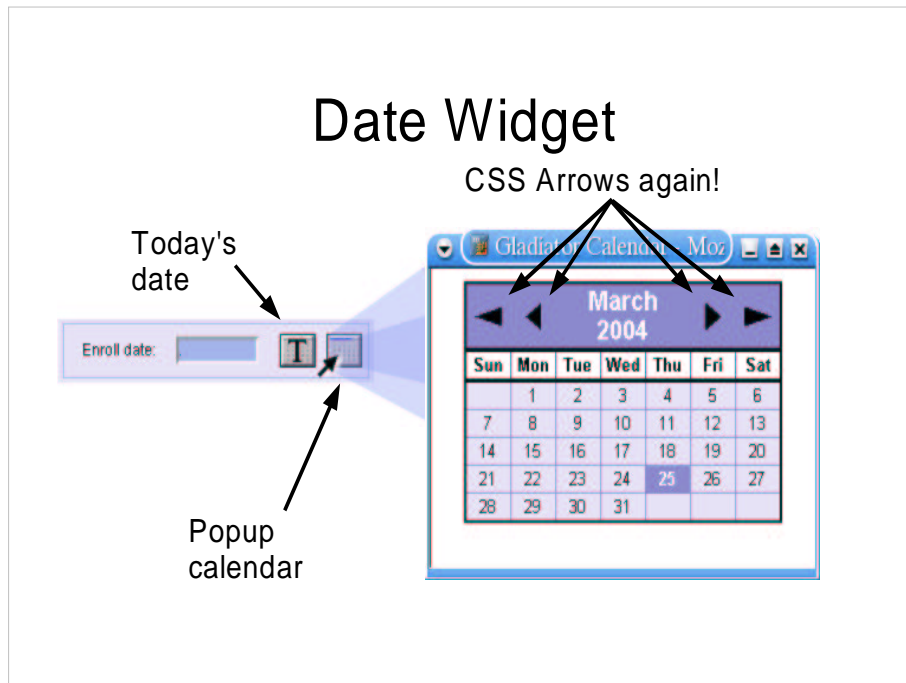 Date Widget
CSS Arrows again!
Today's
date
Gladiator Calendar - Moz
Enroll date:
T
March
2004
Sun Mon Tue Wed Thu Fri Sat
1 2 3 4 5 6
7 8 9 10 11 12 13
14 15 16 17 18 19 20
21 22 23 24 25 26 27
28 29 30 31
Popup
calendar